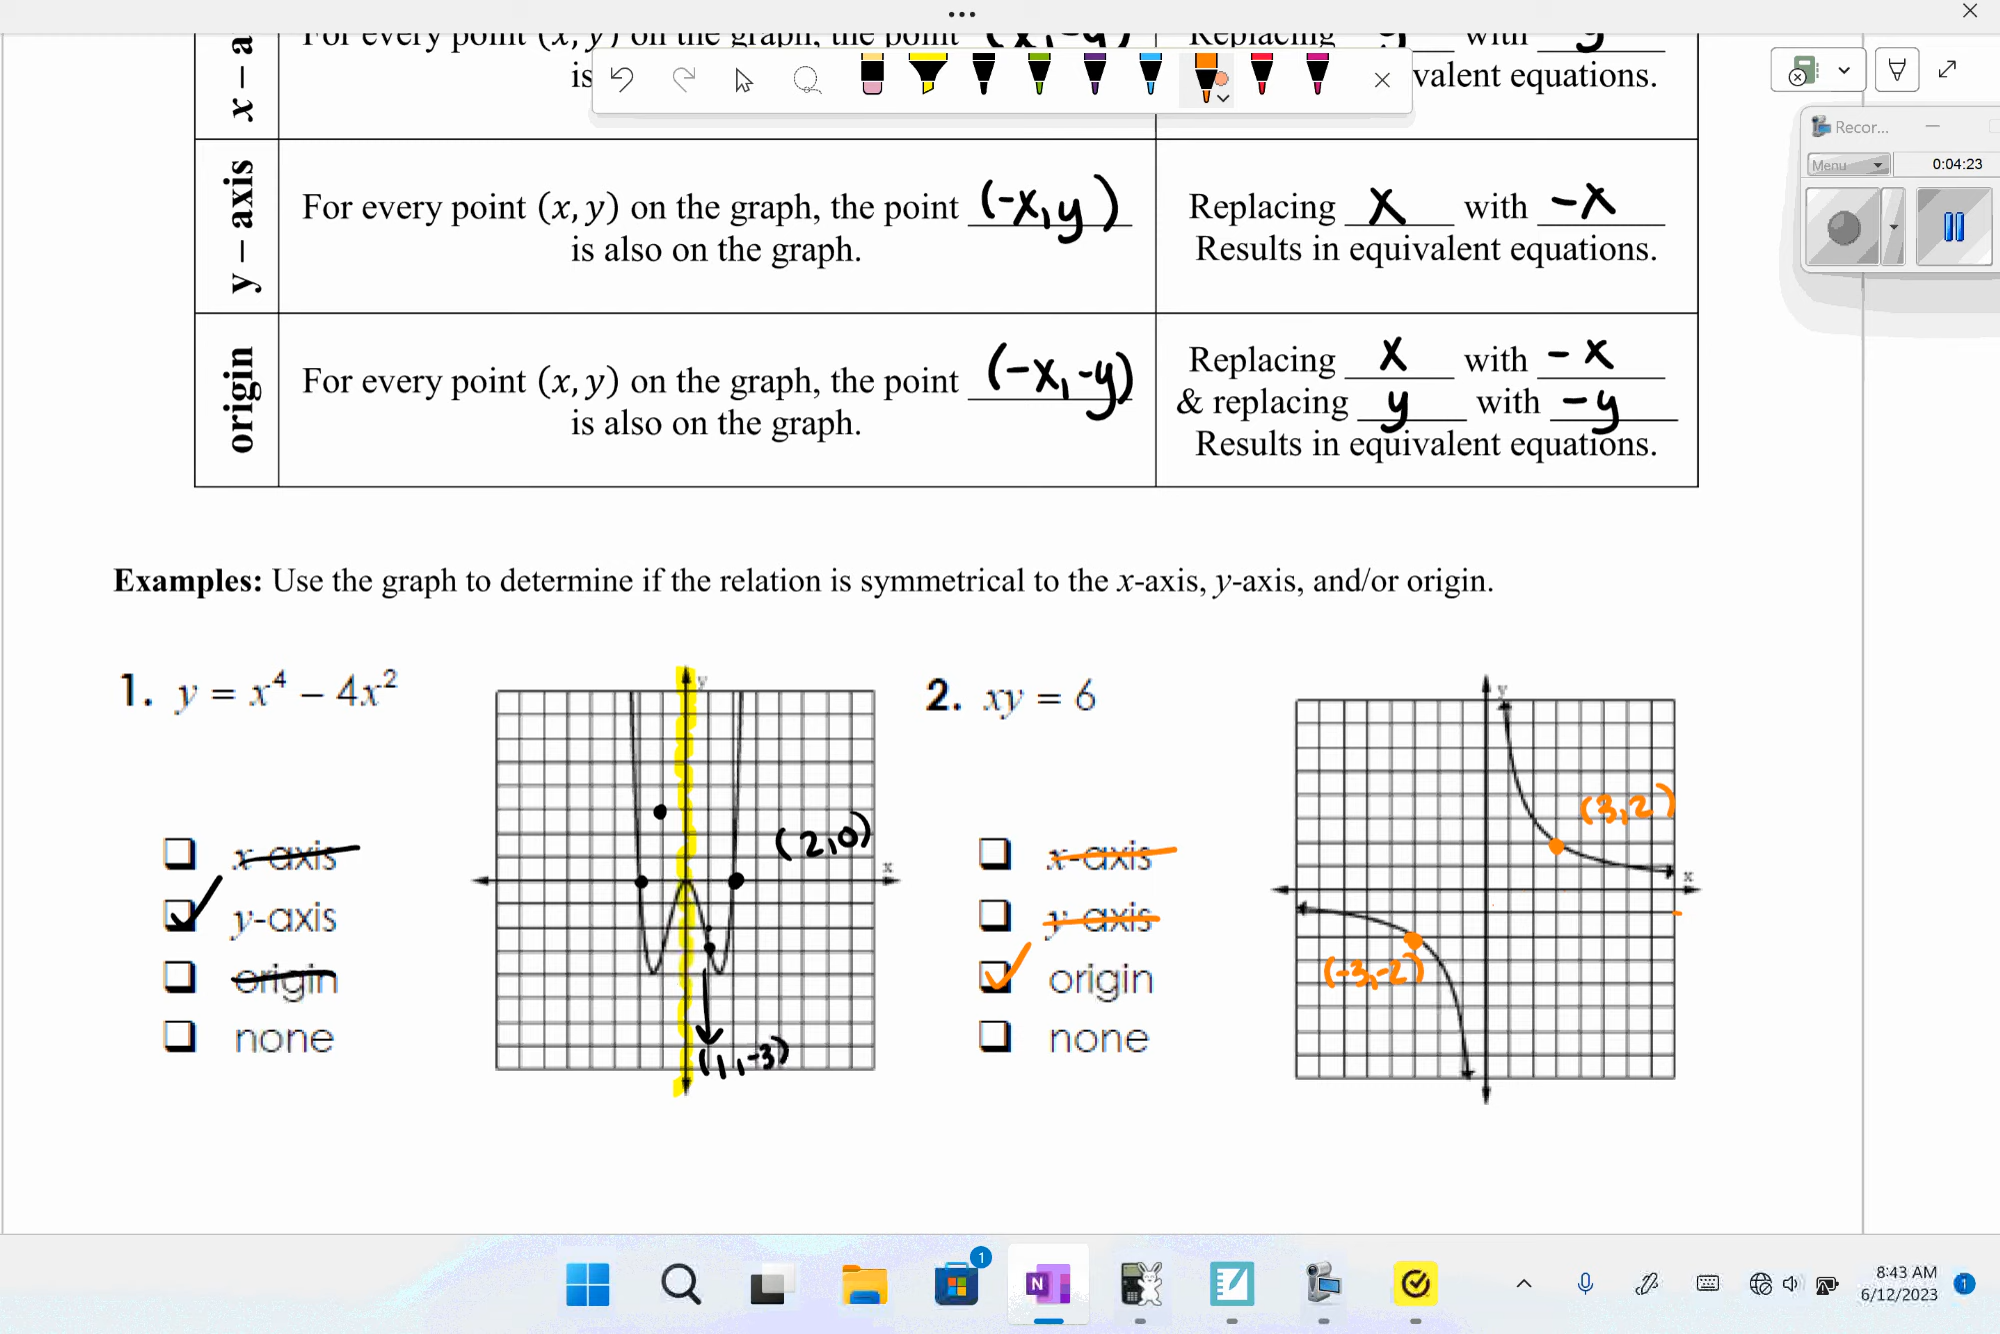 x – a
For every point (x, y) on the graph, the point (x, -y)
is
Replacing y with -y
valent equations.
Recor...
Menu
0:04:23
y – axis
For every point (x, y) on the graph, the point (-x, y)
is also on the graph.
Replacing x with -x
Results in equivalent equations.
origin
For every point (x, y) on the graph, the point (-x, -y)
is also on the graph.
Replacing x with -x
& replacing y with -y
Results in equivalent equations.
Examples: Use the graph to determine if the relation is symmetrical to the x-axis, y-axis, and/or origin.
1. y = x⁴ – 4x²
x-axis
y-axis
origin
none
y
x
(2,0)
(1,-3)
2. xy = 6
x-axis
y-axis
origin
none
y
x
(3,2)
(-3,-2)
1
N
8:43 AM
6/12/2023
1